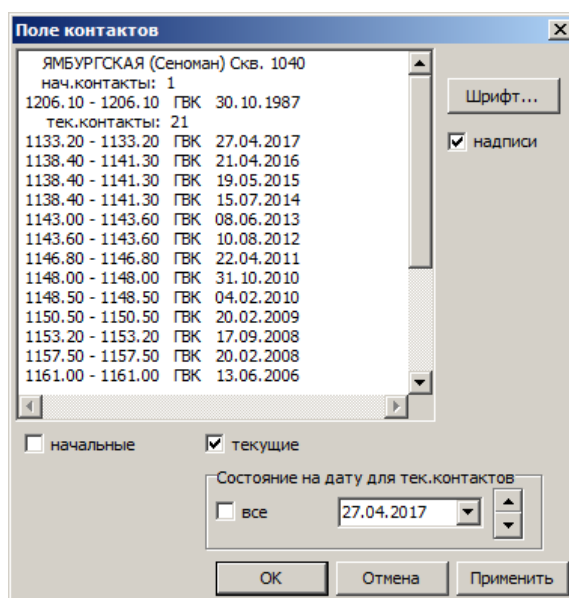 Поле контактов
ЯМБУРГСКАЯ (Сеноман) Скв. 1040
нач.контакты: 1
1206.10 - 1206.10 ГВК 30.10.1987
тек.контакты: 21
1133.20 - 1133.20 ГВК 27.04.2017
1138.40 - 1141.30 ГВК 21.04.2016
1138.40 - 1141.30 ГВК 19.05.2015
1138.40 - 1141.30 ГВК 15.07.2014
1143.00 - 1143.60 ГВК 08.06.2013
1143.60 - 1143.60 ГВК 10.08.2012
1146.80 - 1146.80 ГВК 22.04.2011
1148.00 - 1148.00 ГВК 31.10.2010
1148.50 - 1148.50 ГВК 04.02.2010
1150.50 - 1150.50 ГВК 20.02.2009
1153.20 - 1153.20 ГВК 17.09.2008
1157.50 - 1157.50 ГВК 20.02.2008
1161.00 - 1161.00 ГВК 13.06.2006
Шрифт...
надписи
начальные
текущие
Состояние на дату для тек.контактов
все
27.04.2017
ОК
Отмена
Применить